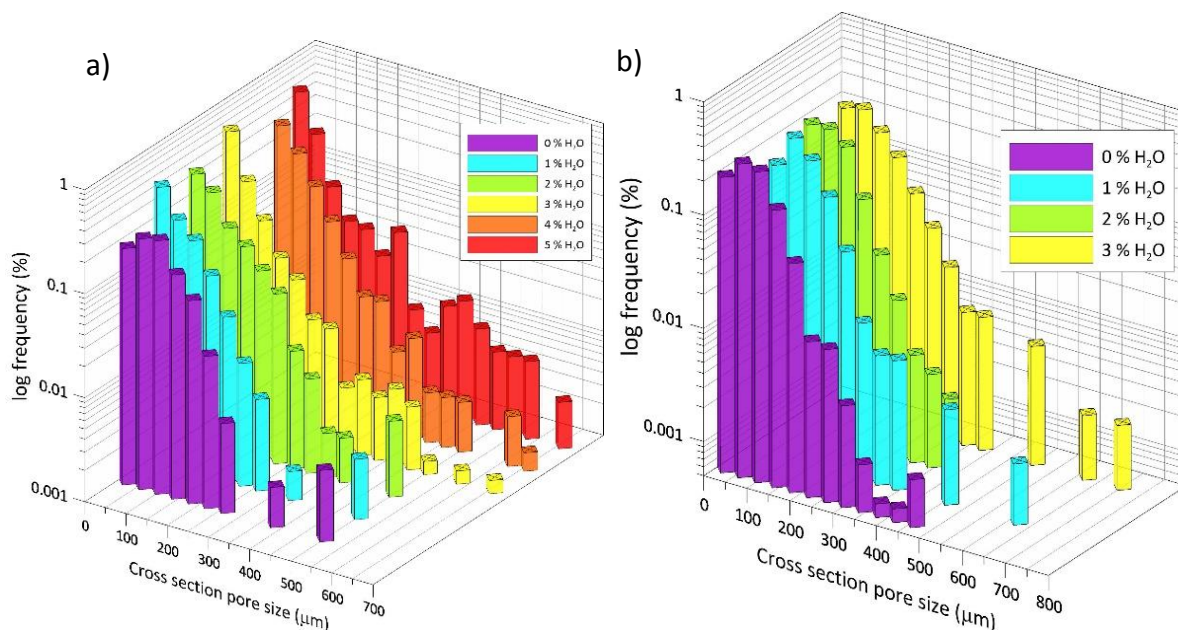 a)
0 % H₂O
1 % H₂O
2 % H₂O
3 % H₂O
4 % H₂O
5 % H₂O
1
0.1
0.01
0.001
log frequency (%)
0
100
200
300
400
500
600
700
Cross section pore size (μm)
b)
0 % H₂O
1 % H₂O
2 % H₂O
3 % H₂O
1
0.1
0.01
0.001
log frequency (%)
0
100
200
300
400
500
600
700
800
Cross section pore size (μm)